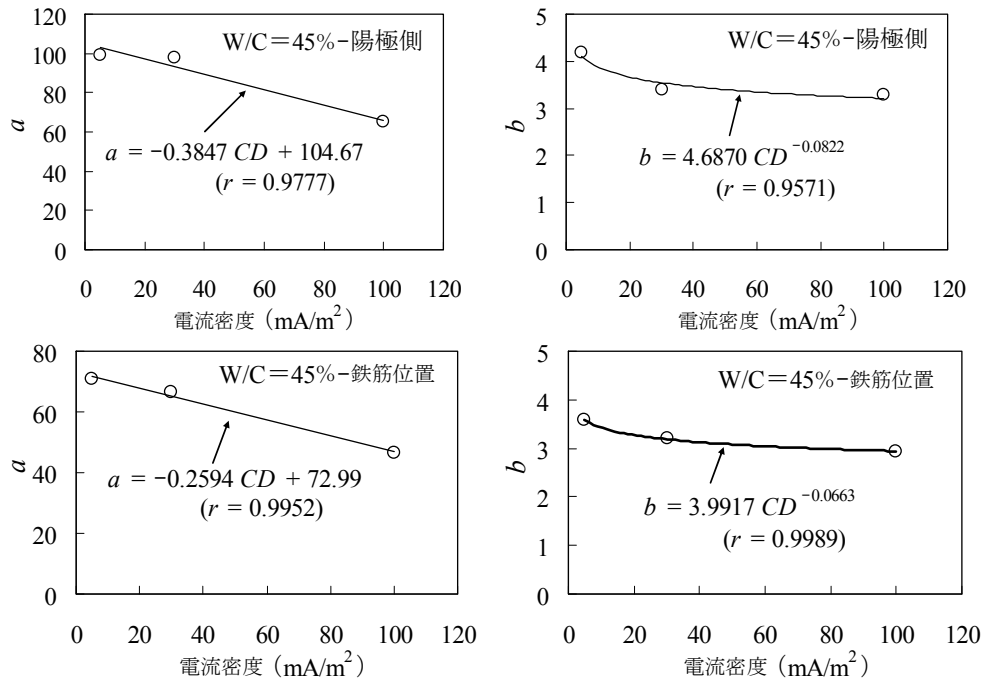 120
100
80
60
40
20
0
a
W/C＝45%−陽極側
a = −0.3847 CD + 104.67
(r = 0.9777)
0 20 40 60 80 100 120
電流密度（mA/m²）
5
4
3
2
1
0
b
W/C＝45%−陽極側
b = 4.6870 CD^−0.0822
(r = 0.9571)
0 20 40 60 80 100 120
電流密度（mA/m²）
80
60
40
20
0
a
W/C＝45%−鉄筋位置
a = −0.2594 CD + 72.99
(r = 0.9952)
0 20 40 60 80 100 120
電流密度（mA/m²）
5
4
3
2
1
0
b
W/C＝45%−鉄筋位置
b = 3.9917 CD^−0.0663
(r = 0.9989)
0 20 40 60 80 100 120
電流密度（mA/m²）